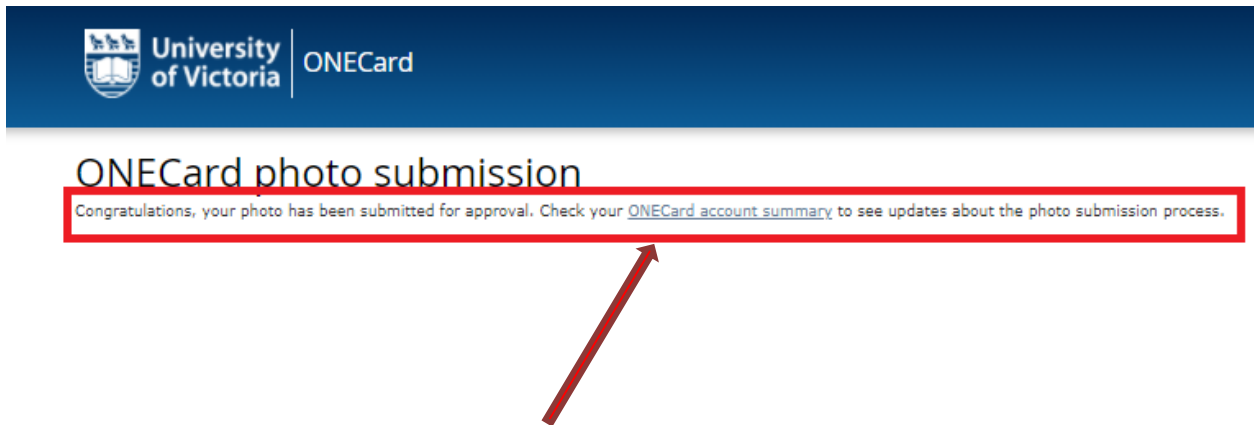 University
of Victoria
ONECard
ONECard photo submission
Congratulations, your photo has been submitted for approval. Check your ONECard account summary to see updates about the photo submission process.